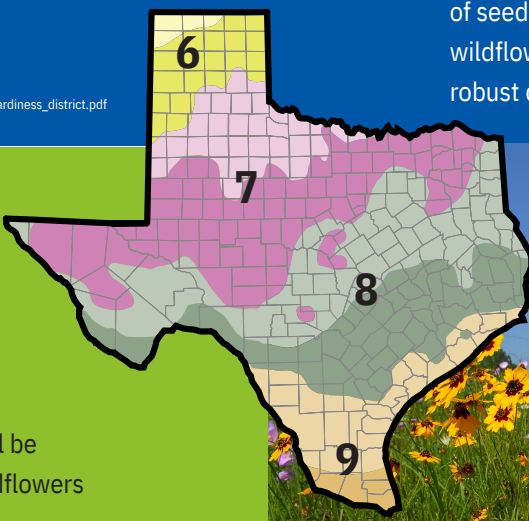 of seed
wildflow
robust
ardiness_district.pdf
6
7
8
9
l be
dflowers